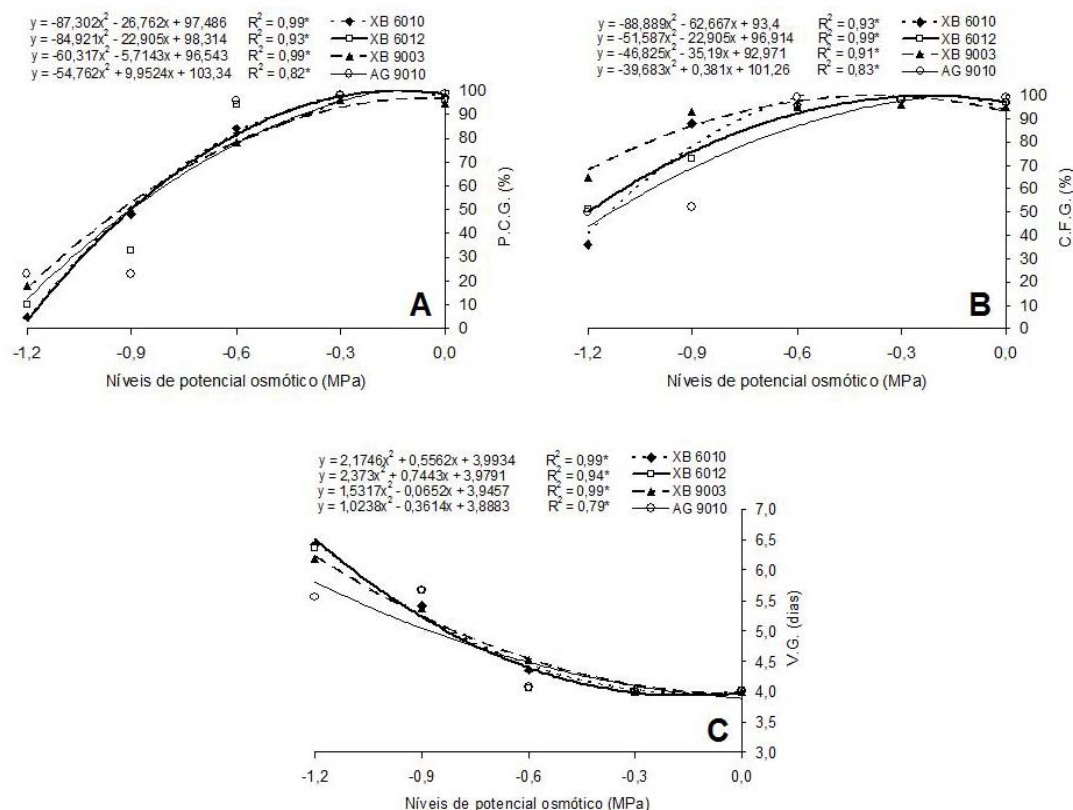 y = -87,302x² - 26,762x + 97,486 R² = 0,99* XB 6010
y = -84,921x² - 22,905x + 98,314 R² = 0,93* XB 6012
y = -60,317x² - 5,7143x + 96,543 R² = 0,99* XB 9003
y = -54,762x² + 9,9524x + 103,34 R² = 0,82* AG 9010
100
90
80
70
60
50
40
30
20
10
0
P.C.G. (%)
A
-1,2 -0,9 -0,6 -0,3 0,0
Níveis de potencial osmótico (MPa)
y = -88,889x² - 62,667x + 93,4 R² = 0,93* XB 6010
y = -51,587x² - 22,905x + 96,914 R² = 0,99* XB 6012
y = -46,825x² - 35,19x + 92,971 R² = 0,91* XB 9003
y = -39,683x² + 0,381x + 101,26 R² = 0,83* AG 9010
100
90
80
70
60
50
40
30
20
10
0
C.F.G. (%)
B
-1,2 -0,9 -0,6 -0,3 0,0
Níveis de potencial osmótico (MPa)
y = 2,1746x² + 0,5562x + 3,9934 R² = 0,99* XB 6010
y = 2,373x² + 0,7443x + 3,9791 R² = 0,94* XB 6012
y = 1,5317x² - 0,0652x + 3,9457 R² = 0,99* XB 9003
y = 1,0238x² - 0,3614x + 3,8883 R² = 0,79* AG 9010
7,0
6,5
6,0
5,5
5,0
4,5
4,0
3,5
3,0
V.G. (dias)
C
-1,2 -0,9 -0,6 -0,3 0,0
Níveis de potencial osmótico (MPa)